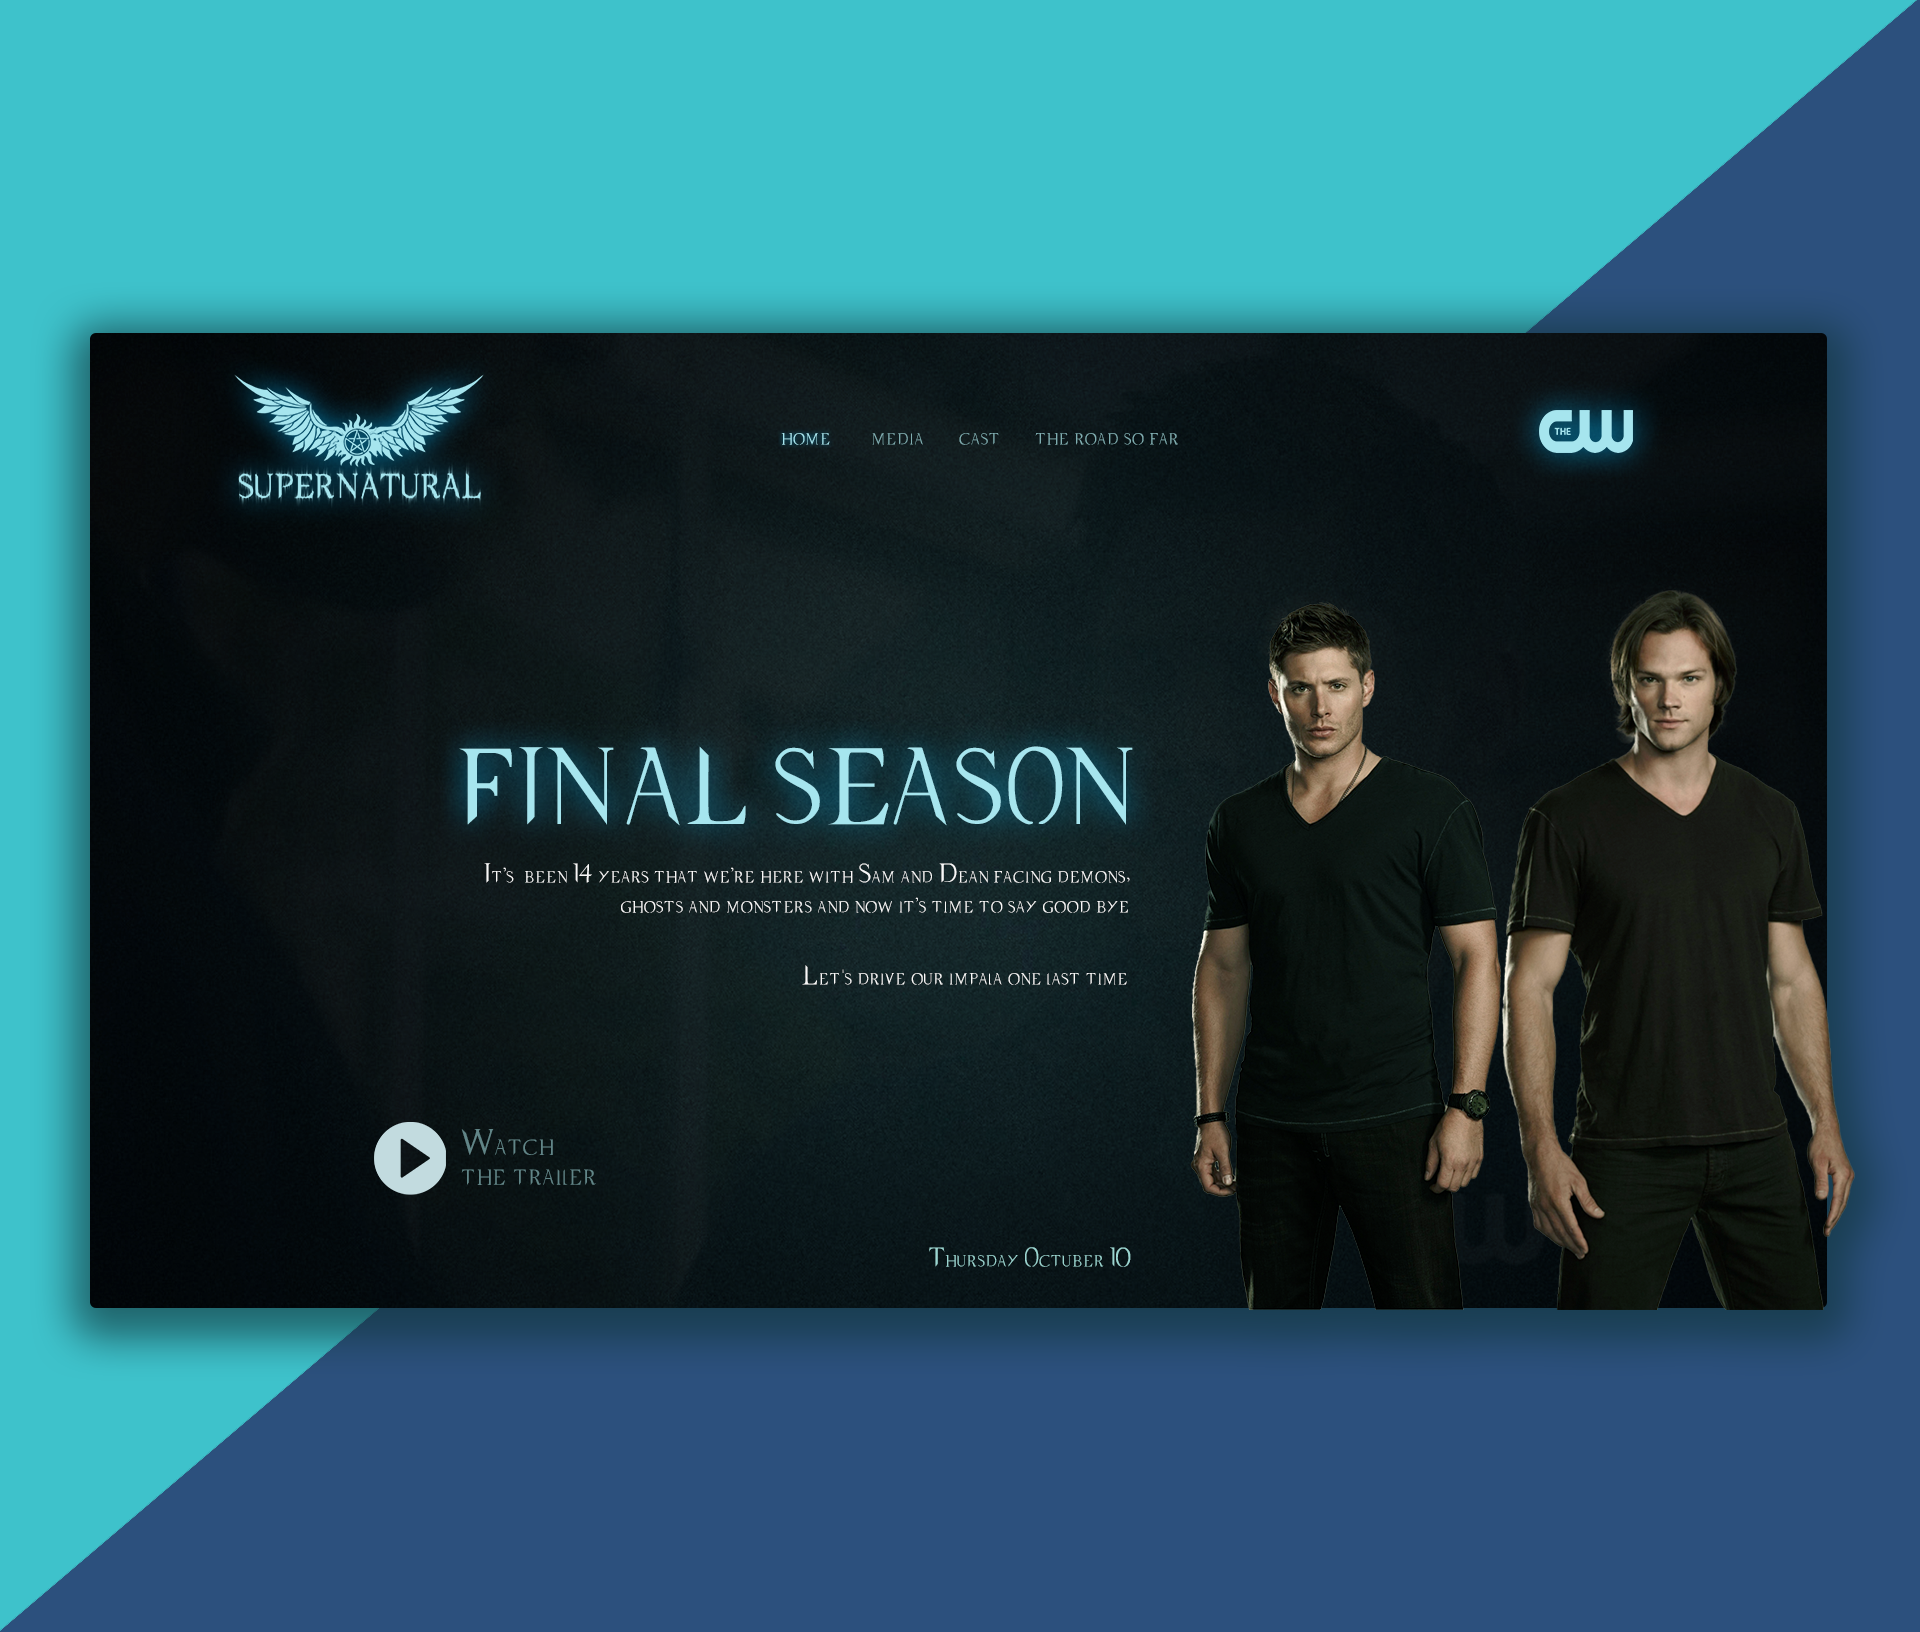 SUPERNATURAL
HOME MEDIA CAST THE ROAD SO FAR
THE CW
FINAL SEASON
It's been 14 years that we're here with Sam and Dean facing demons,
ghosts and monsters and now it's time to say good bye
Let's drive our impala one last time
Watch
the trailer
Thursday Octuber 10